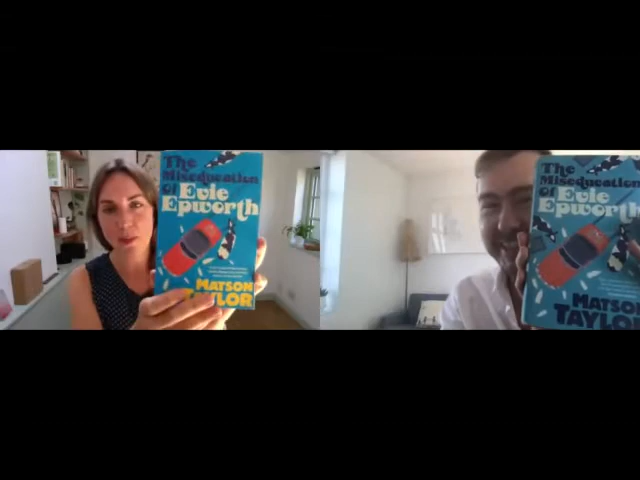 The
Miseducation
of Evie
Epworth
MATSON
TAYLOR
The
Miseducation
of Evie
Epworth
MATSON
TAYLOR